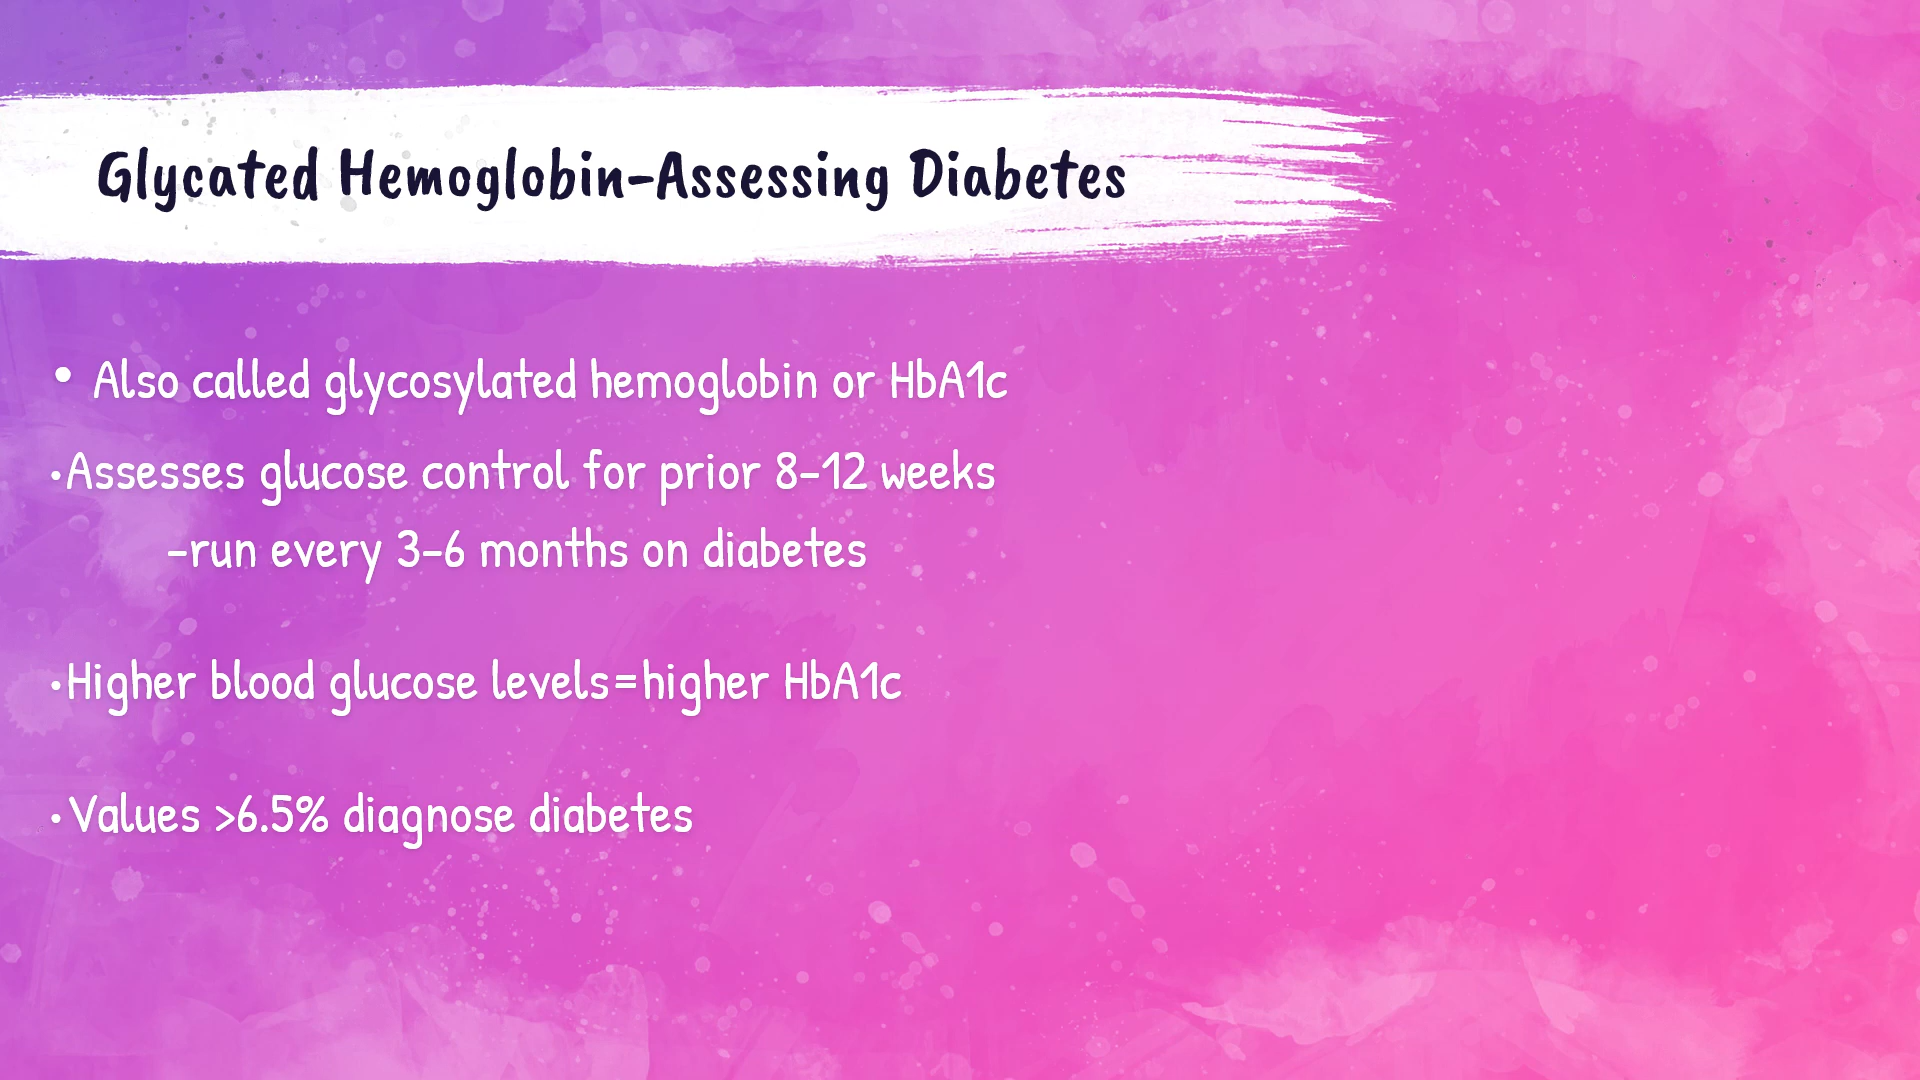 Glycated Hemoglobin-Assessing Diabetes
• Also called glycosylated hemoglobin or HbA1c
•Assesses glucose control for prior 8-12 weeks
-run every 3-6 months on diabetes
•Higher blood glucose levels=higher HbA1c
•Values >6.5% diagnose diabetes